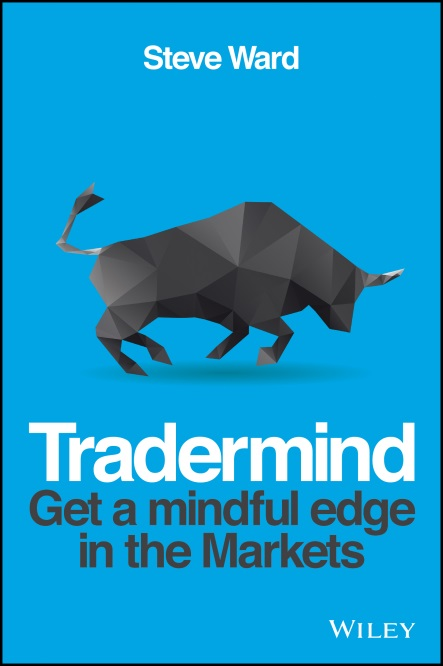 Steve Ward
Tradermind
Get a mindful edge
in the Markets
WILEY